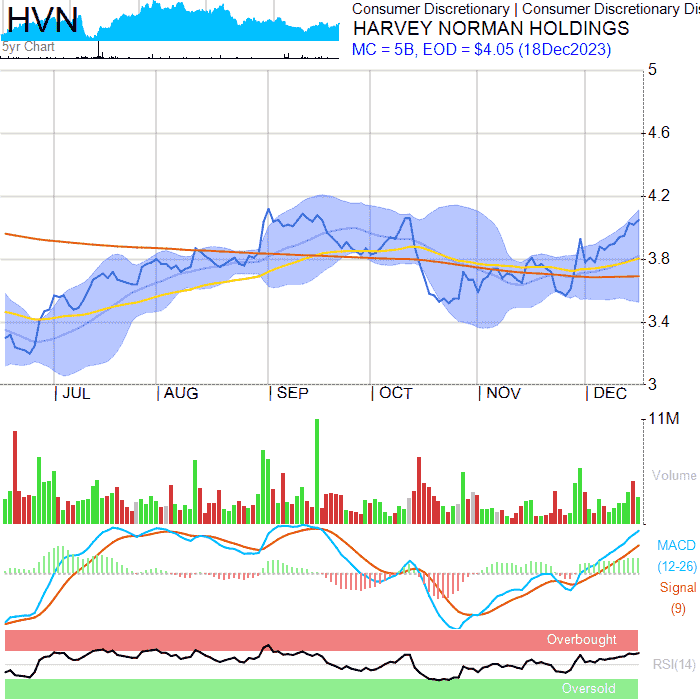 HVN
5yr Chart
Consumer Discretionary | Consumer Discretionary Dis
HARVEY NORMAN HOLDINGS
MC = 5B, EOD = $4.05 (18Dec2023)
5
4.6
4.2
3.8
3.4
3
| JUL | AUG | SEP | OCT | NOV | DEC
11M
Volume
MACD
(12-26)
Signal
(9)
Overbought
RSI(14)
Oversold